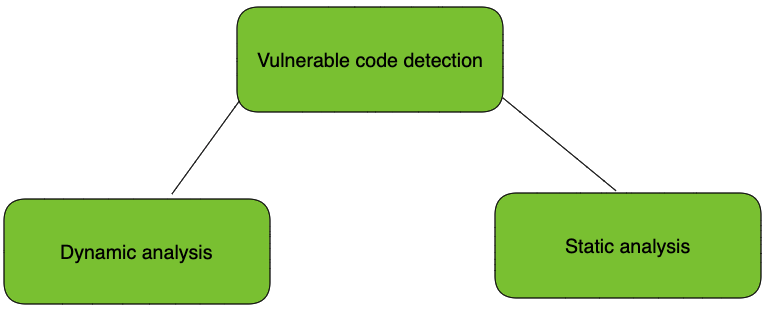 Vulnerable code detection
Dynamic analysis
Static analysis